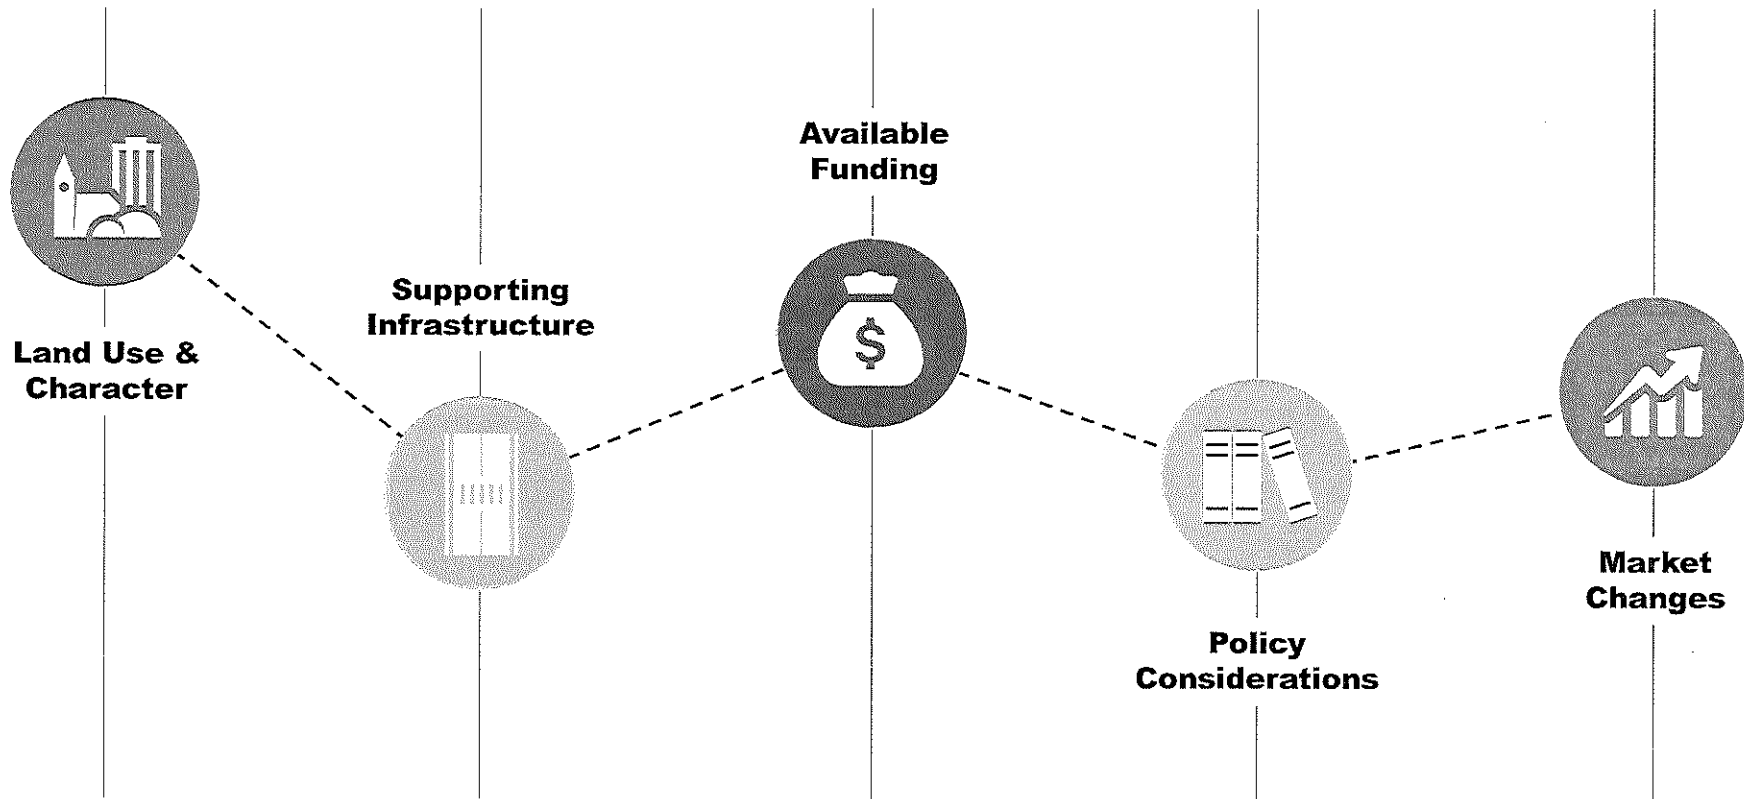 Land Use &
Character
Supporting
Infrastructure
Available
Funding
$
Policy
Considerations
Market
Changes